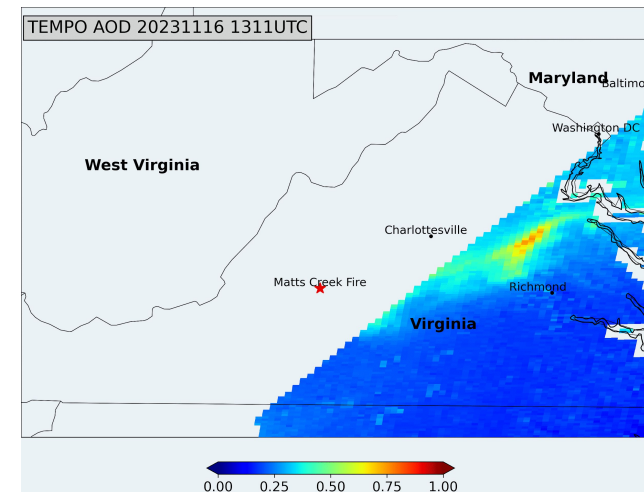 TEMPO AOD 20231116 1311UTC
Maryland
Baltimo
Washington DC
West Virginia
Charlottesville
Matts Creek Fire
Richmond
Virginia
0.00 0.25 0.50 0.75 1.00